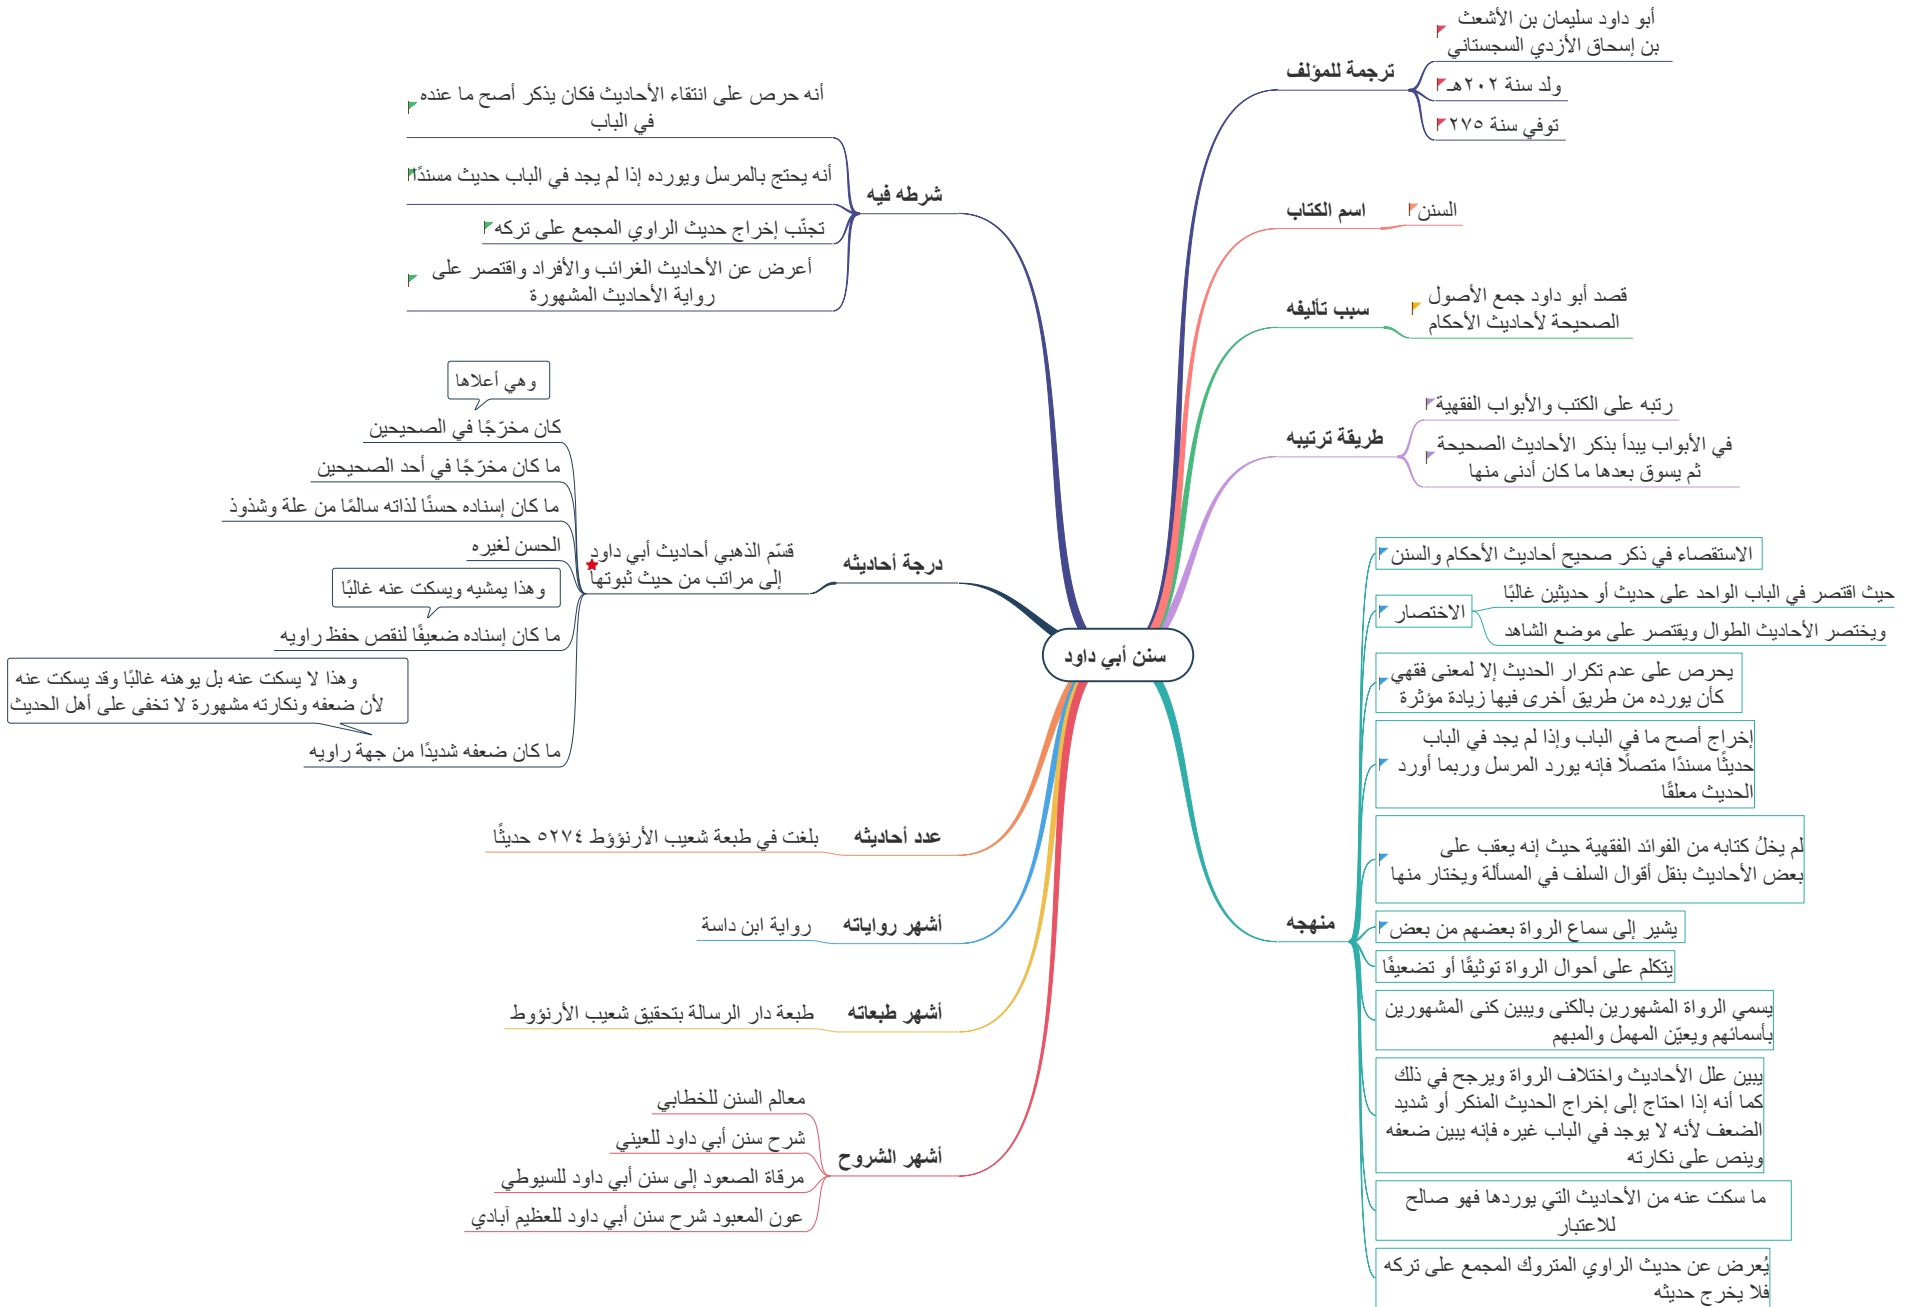 سنن أبي داود
ترجمة للمؤلف
أبو داود سليمان بن الأشعث
بن إسحاق الأزدي السجستاني
ولد سنة ٢٠٢هـ
توفي سنة ٢٧٥
اسم الكتاب
السنن
سبب تأليفه
قصد أبو داود جمع الأصول
الصحيحة لأحاديث الأحكام
طريقة ترتيبه
رتبه على الكتب والأبواب الفقهية
في الأبواب يبدأ بذكر الأحاديث الصحيحة
ثم يسوق بعدها ما كان أدنى منها
منهجه
الاستقصاء في ذكر صحيح أحاديث الأحكام والسنن
الاختصار
حيث اقتصر في الباب الواحد على حديث أو حديثين غالبًا
ويختصر الأحاديث الطوال ويقتصر على موضع الشاهد
يحرص على عدم تكرار الحديث إلا لمعنى فقهي
كأن يورده من طريق أخرى فيها زيادة مؤثرة
إخراج أصح ما في الباب وإذا لم يجد في الباب
حديثًا مسندًا متصلًا فإنه يورد المرسل وربما أورد
الحديث معلقًا
لم يخلُ كتابه من الفوائد الفقهية حيث إنه يعقب على
بعض الأحاديث بنقل أقوال السلف في المسألة ويختار منها
يشير إلى سماع الرواة بعضهم من بعض
يتكلم على أحوال الرواة توثيقًا أو تضعيفًا
يسمي الرواة المشهورين بالكنى ويبين كنى المشهورين
بأسمائهم ويعيّن المهمل والمبهم
يبين علل الأحاديث واختلاف الرواة ويرجح في ذلك
كما أنه إذا احتاج إلى إخراج الحديث المنكر أو شديد
الضعف لأنه لا يوجد في الباب غيره فإنه يبين ضعفه
وينص على نكارته
ما سكت عنه من الأحاديث التي يوردها فهو صالح
للاعتبار
يُعرض عن حديث الراوي المتروك المجمع على تركه
فلا يخرج حديثه
شرطه فيه
أنه حرص على انتقاء الأحاديث فكان يذكر أصح ما عنده
في الباب
أنه يحتج بالمرسل ويورده إذا لم يجد في الباب حديث مسندًا
تجنّب إخراج حديث الراوي المجمع على تركه
أعرض عن الأحاديث الغرائب والأفراد واقتصر على
رواية الأحاديث المشهورة
درجة أحاديثه
قسّم الذهبي أحاديث أبي داود
إلى مراتب من حيث ثبوتها
وهي أعلاها
كان مخرّجًا في الصحيحين
ما كان مخرّجًا في أحد الصحيحين
ما كان إسناده حسنًا لذاته سالمًا من علة وشذوذ
الحسن لغيره
وهذا يمشيه ويسكت عنه غالبًا
ما كان إسناده ضعيفًا لنقص حفظ راويه
وهذا لا يسكت عنه بل يوهنه غالبًا وقد يسكت عنه
لأن ضعفه ونكارته مشهورة لا تخفى على أهل الحديث
ما كان ضعفه شديدًا من جهة راويه
عدد أحاديثه
بلغت في طبعة شعيب الأرنؤؤط ٥٢٧٤ حديثًا
أشهر رواياته
رواية ابن داسة
أشهر طبعاته
طبعة دار الرسالة بتحقيق شعيب الأرنؤوط
أشهر الشروح
معالم السنن للخطابي
شرح سنن أبي داود للعيني
مرقاة الصعود إلى سنن أبي داود للسيوطي
عون المعبود شرح سنن أبي داود للعظيم آبادي